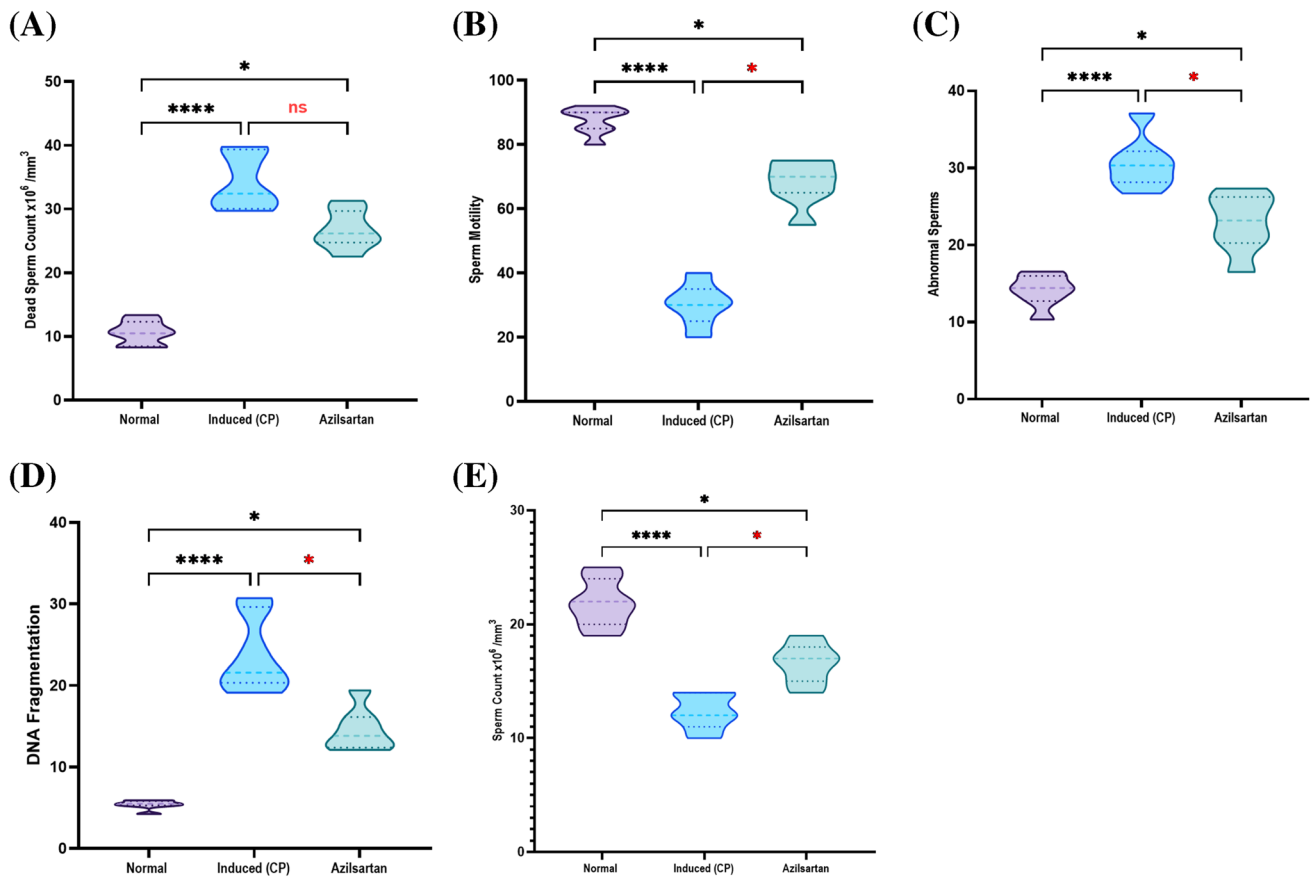 (A)
*
**** ns
50
40
30
20
10
0
Dead Sperm Count x10⁶ /mm³
Normal Induced (CP) Azilsartan
(B)
*
**** *
100
80
60
40
20
0
Sperm Motility
Normal Induced (CP) Azilsartan
(C)
*
**** *
40
30
20
10
0
Abnormal Sperms
Normal Induced (CP) Azilsartan
(D)
*
**** *
40
30
20
10
0
DNA Fragmentation
Normal Induced (CP) Azilsartan
(E)
*
**** *
30
20
10
0
Sperm Count x10⁶ /mm³
Normal Induced (CP) Azilsartan